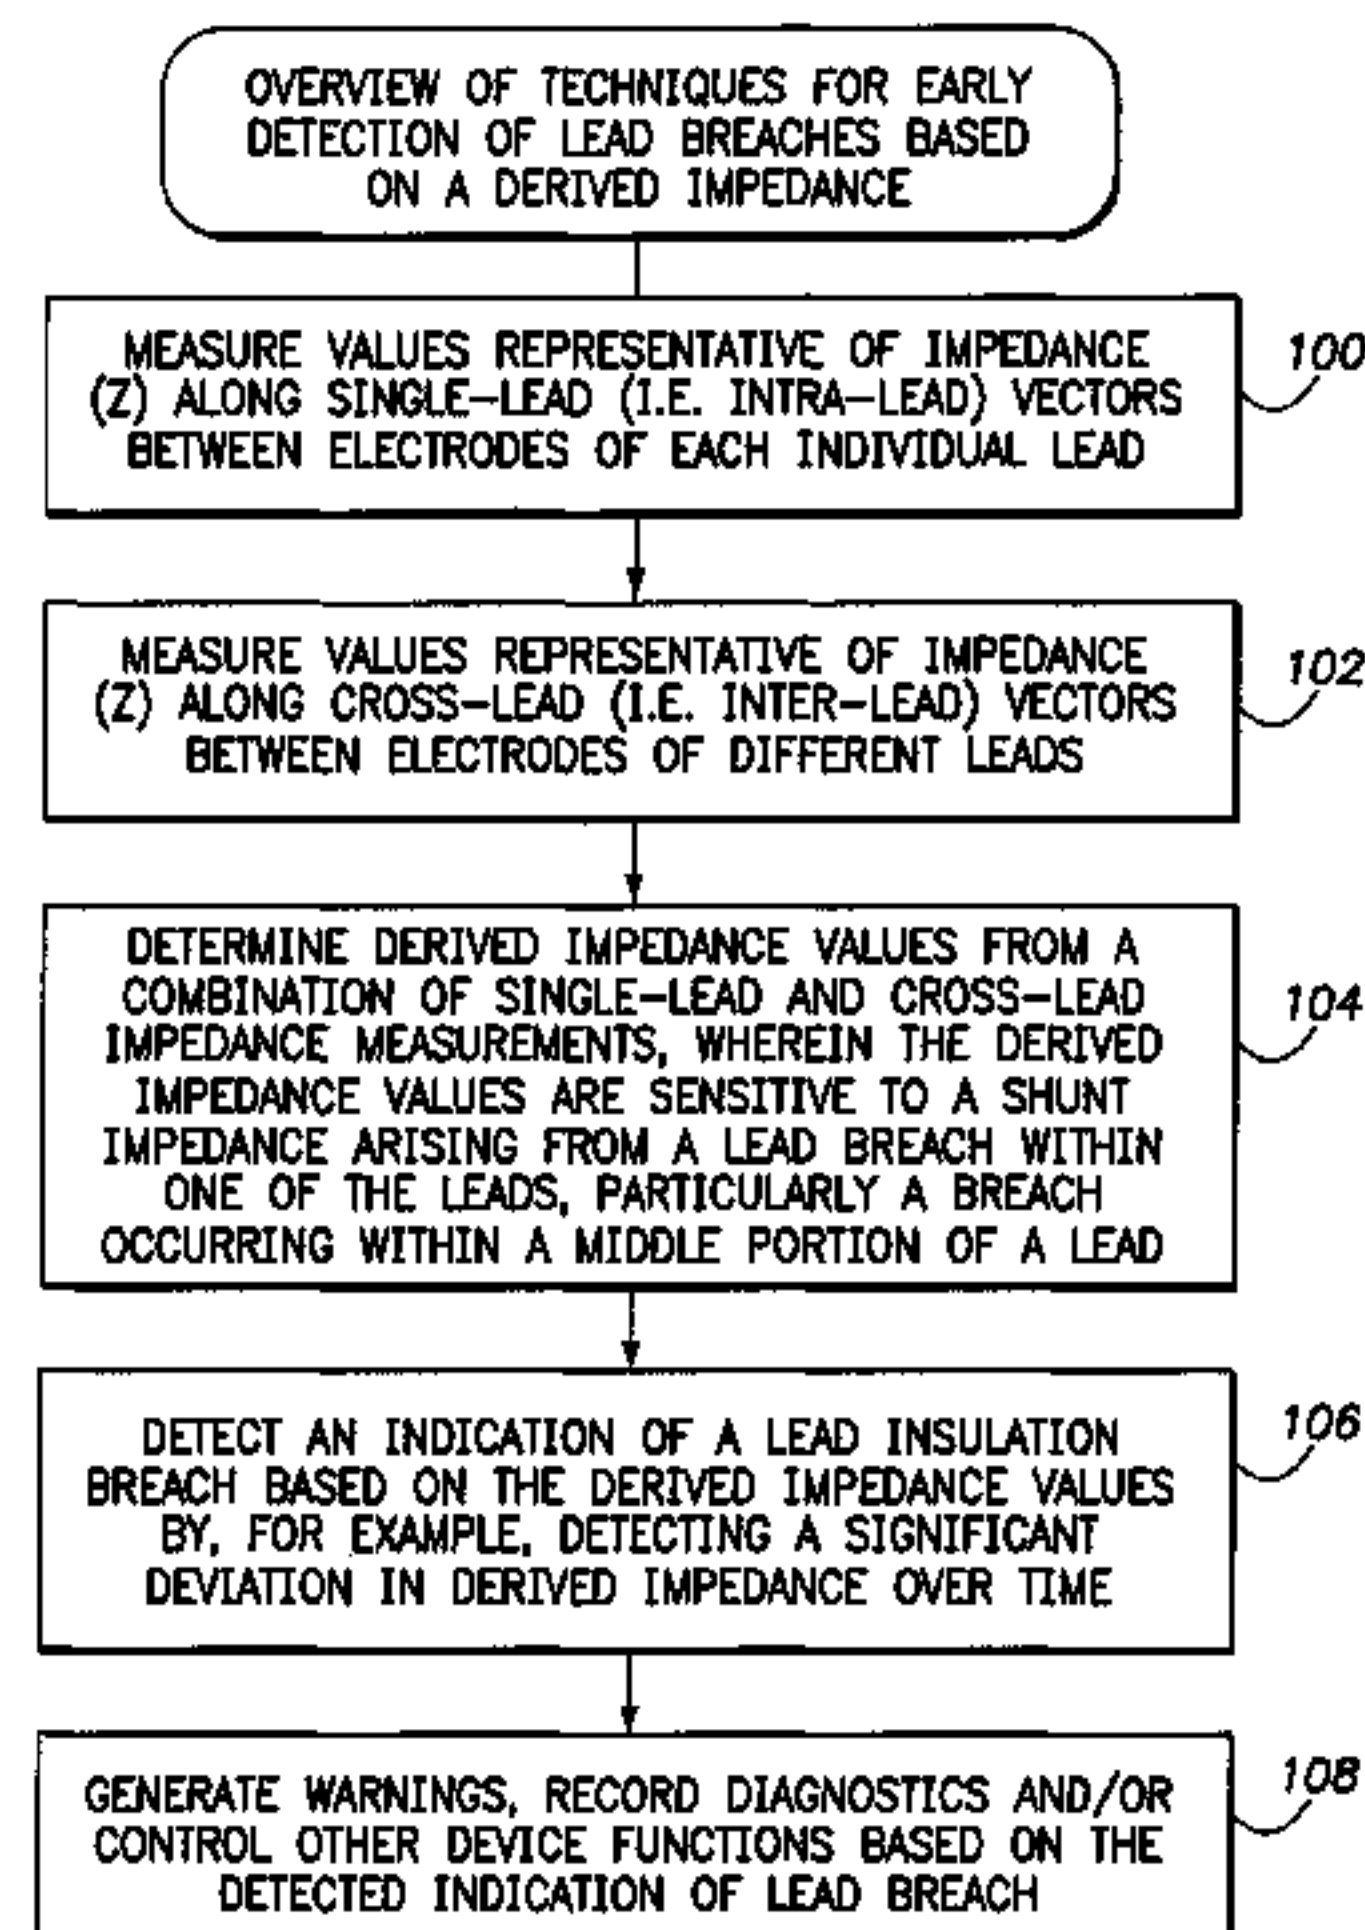 OVERVIEW OF TECHNIQUES FOR EARLY
DETECTION OF LEAD BREACHES BASED
ON A DERIVED IMPEDANCE
MEASURE VALUES REPRESENTATIVE OF IMPEDANCE
(Z) ALONG SINGLE-LEAD (I.E. INTRA-LEAD) VECTORS
BETWEEN ELECTRODES OF EACH INDIVIDUAL LEAD
100
MEASURE VALUES REPRESENTATIVE OF IMPEDANCE
(Z) ALONG CROSS-LEAD (I.E. INTER-LEAD) VECTORS
BETWEEN ELECTRODES OF DIFFERENT LEADS
102
DETERMINE DERIVED IMPEDANCE VALUES FROM A
COMBINATION OF SINGLE-LEAD AND CROSS-LEAD
IMPEDANCE MEASUREMENTS, WHEREIN THE DERIVED
IMPEDANCE VALUES ARE SENSITIVE TO A SHUNT
IMPEDANCE ARISING FROM A LEAD BREACH WITHIN
ONE OF THE LEADS, PARTICULARLY A BREACH
OCCURRING WITHIN A MIDDLE PORTION OF A LEAD
104
DETECT AN INDICATION OF A LEAD INSULATION
BREACH BASED ON THE DERIVED IMPEDANCE VALUES
BY, FOR EXAMPLE, DETECTING A SIGNIFICANT
DEVIATION IN DERIVED IMPEDANCE OVER TIME
106
GENERATE WARNINGS, RECORD DIAGNOSTICS AND/OR
CONTROL OTHER DEVICE FUNCTIONS BASED ON THE
DETECTED INDICATION OF LEAD BREACH
108